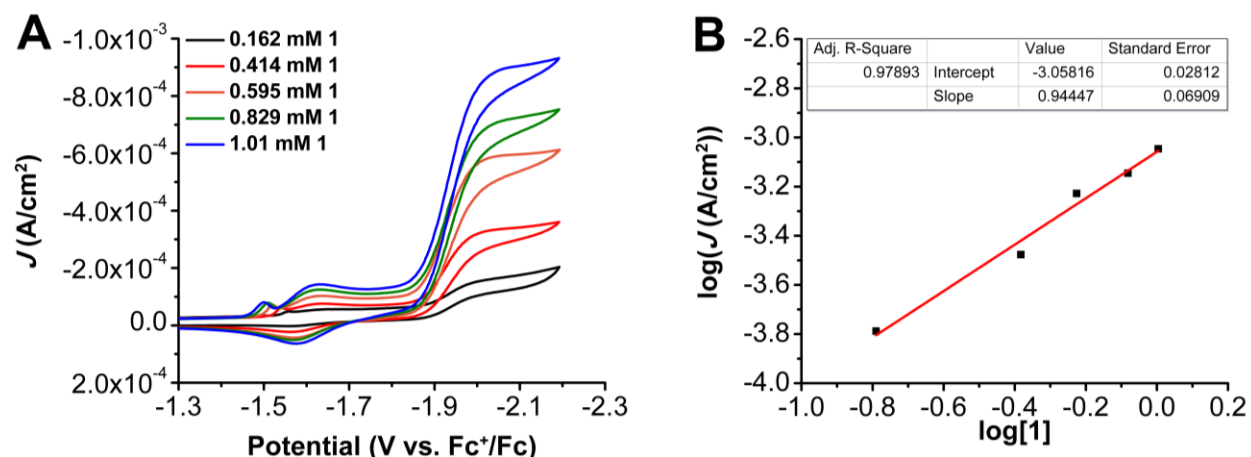 A
J (A/cm²)
-1.0x10⁻³
-8.0x10⁻⁴
-6.0x10⁻⁴
-4.0x10⁻⁴
-2.0x10⁻⁴
0.0
2.0x10⁻⁴
0.162 mM 1
0.414 mM 1
0.595 mM 1
0.829 mM 1
1.01 mM 1
-1.3 -1.5 -1.7 -1.9 -2.1 -2.3
Potential (V vs. Fc⁺/Fc)
B
log(J (A/cm²))
-2.6
-2.8
-3.0
-3.2
-3.4
-3.6
-3.8
-4.0
Adj. R-Square Value Standard Error
0.97893 Intercept -3.05816 0.02812
Slope 0.94447 0.06909
-1.0 -0.8 -0.6 -0.4 -0.2 0.0 0.2
log[1]